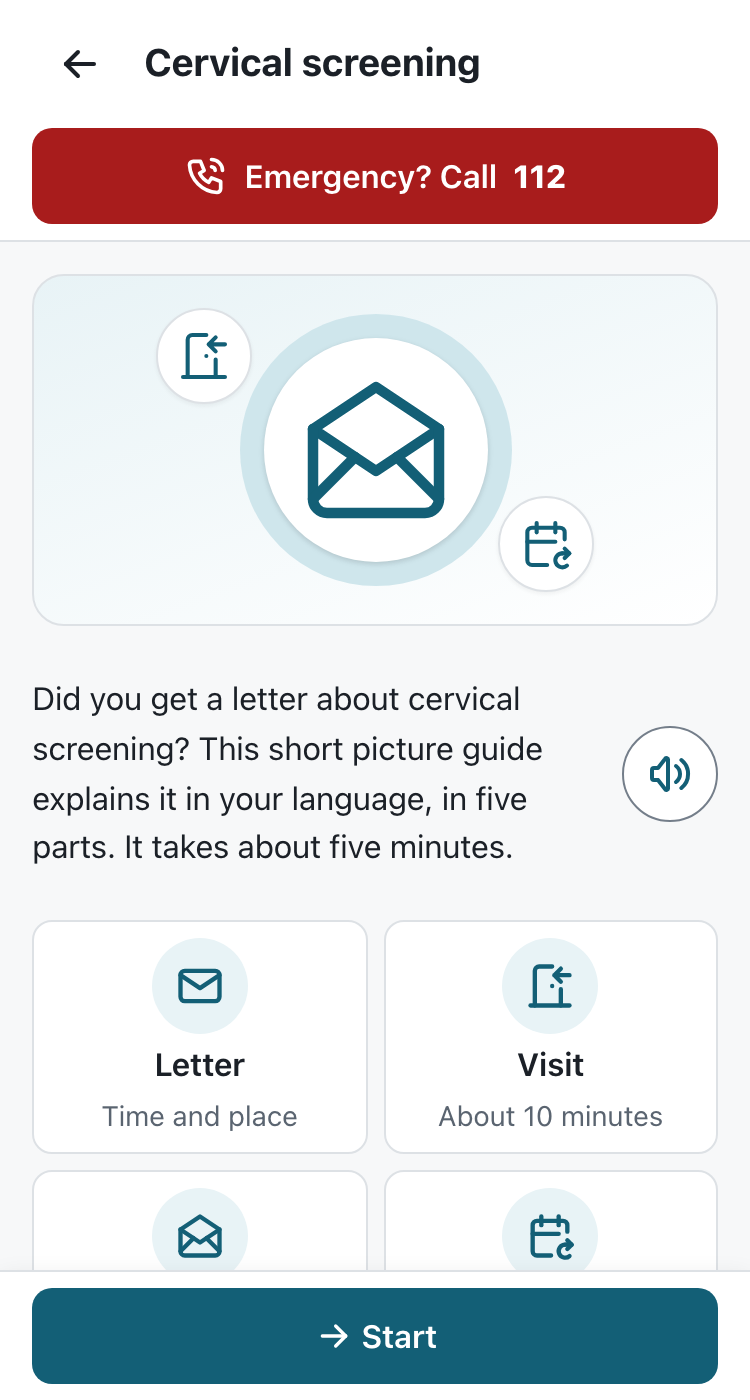 Cervical screening
Emergency? Call 112
Did you get a letter about cervical
screening? This short picture guide
explains it in your language, in five
parts. It takes about five minutes.
Letter
Time and place
Visit
About 10 minutes
Start